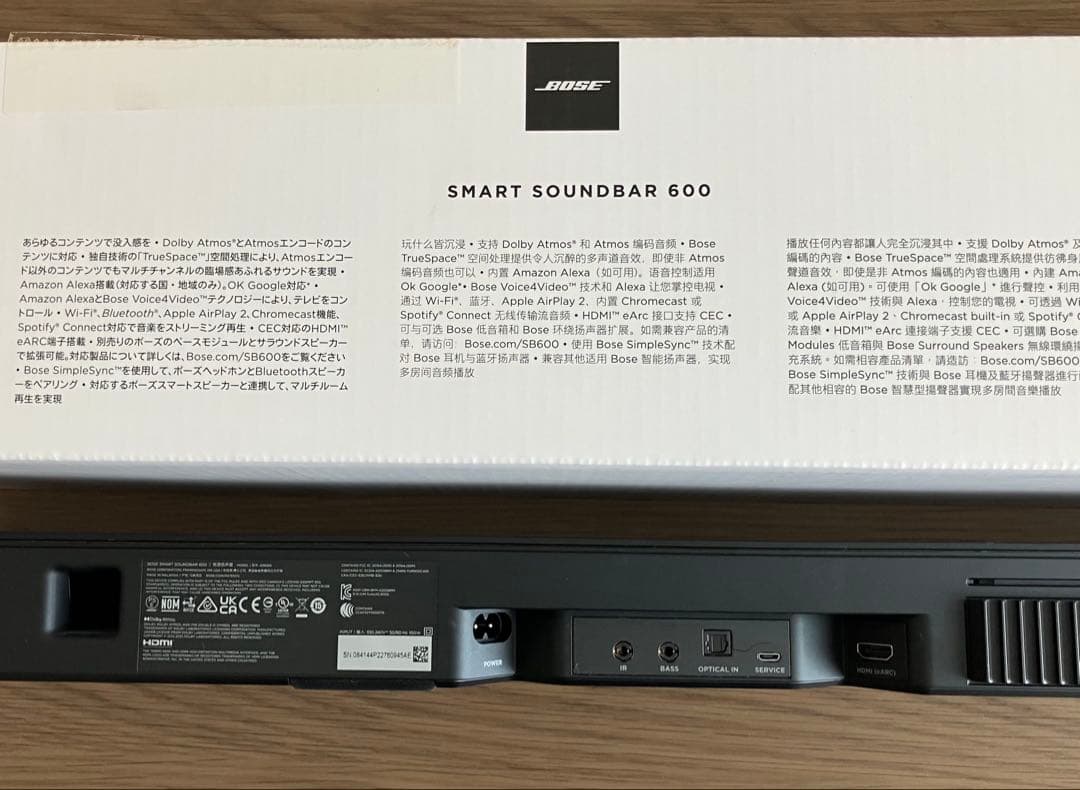 BOSE
SMART SOUNDBAR 600
あらゆるコンテンツで没入感を • Dolby Atmos®とAtmosエンコードのコン
テンツに対応 • 独自技術の「TrueSpace™」空間処理により、Atmosエンコー
ド以外のコンテンツでもマルチチャンネルの臨場感あふれるサウンドを実現 •
Amazon Alexa搭載(対応する国・地域のみ)。OK Google対応* •
Amazon AlexaとBose Voice4Video™テクノロジーにより、テレビをコン
トロール • Wi-Fi®、Bluetooth®、Apple AirPlay 2、Chromecast機能、
Spotify® Connect対応で音楽をストリーミング再生 • CEC対応のHDMI™
eARC端子搭載 • 別売りのボーズのベースモジュールとサラウンドスピーカー
で拡張可能。対応製品について詳しくは、Bose.com/SB600をご覧ください
• Bose SimpleSync™を使用して、ボーズヘッドホンとBluetoothスピーカ
ーをペアリング • 対応するボーズスマートスピーカーと連携して、マルチルーム
再生を実現
玩什么皆沉浸 • 支持 Dolby Atmos® 和 Atmos 编码音频 • Bose
TrueSpace™ 空间处理提供令人沉醉的多声道音效，即使非 Atmos
编码音频也可以 • 内置 Amazon Alexa（如可用）。语音控制适用
Ok Google* • Bose Voice4Video™ 技术和 Alexa 让您掌控电视 •
通过 Wi-Fi®、蓝牙、Apple AirPlay 2、内置 Chromecast 或
Spotify® Connect 无线传输流音频 • HDMI™ eArc 接口支持 CEC •
可与可选 Bose 低音箱和 Bose 环绕扬声器扩展。如需兼容产品的清
单，请访问：Bose.com/SB600 • 使用 Bose SimpleSync™ 技术配
对 Bose 耳机与蓝牙扬声器 • 兼容其他适用 Bose 智能扬声器，实现
多房间音频播放
播放任何內容都讓人完全沉浸其中 • 支援 Dolby Atmos® 及
編碼的內容 • Bose TrueSpace™ 空間處理系統提供彷彿身
聲道音效，即使是非 Atmos 編碼的內容也適用 • 內建 Ama
Alexa (如可用)。可使用「Ok Google」* 進行聲控 • 利用
Voice4Video™ 技術與 Alexa，控制您的電視 • 可透過 Wi
或 Apple AirPlay 2、Chromecast built-in 或 Spotify®
流音樂 • HDMI™ eArc 連接端子支援 CEC • 可選購 Bose
Modules 低音箱與 Bose Surround Speakers 無線環繞揚
充系統。如需相容產品清單，請造訪：Bose.com/SB600
Bose SimpleSync™ 技術與 Bose 耳機及藍牙揚聲器進行
配其他相容的 Bose 智慧型揚聲器實現多房間音樂播放
BOSE SMART SOUNDBAR 600
NOM
UK CA
CE
Dolby Atmos
HDMI
SN:084144P22760945AE
POWER
IR
BASS
OPTICAL IN
SERVICE
HDMI (eARC)